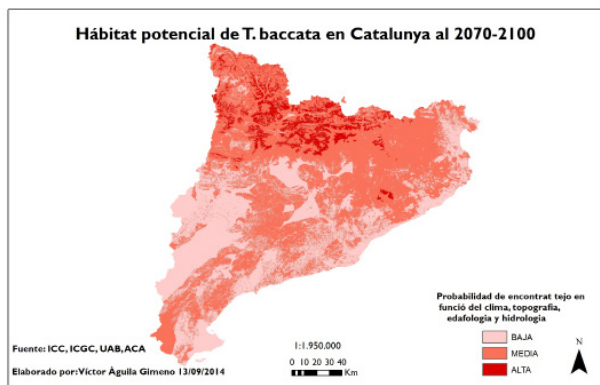 Hábitat potencial de T. baccata en Catalunya al 2070-2100
Probabilidad de encontrat tejo en
funció del clima, topografia,
edafologia y hidrologia
BAJA
MEDIA
ALTA
N
1:1.950.000
0 10 20 30 40
Km
Fuente: ICC, ICGC, UAB, ACA
Elaborado por: Víctor Águila Gimeno 13/09/2014